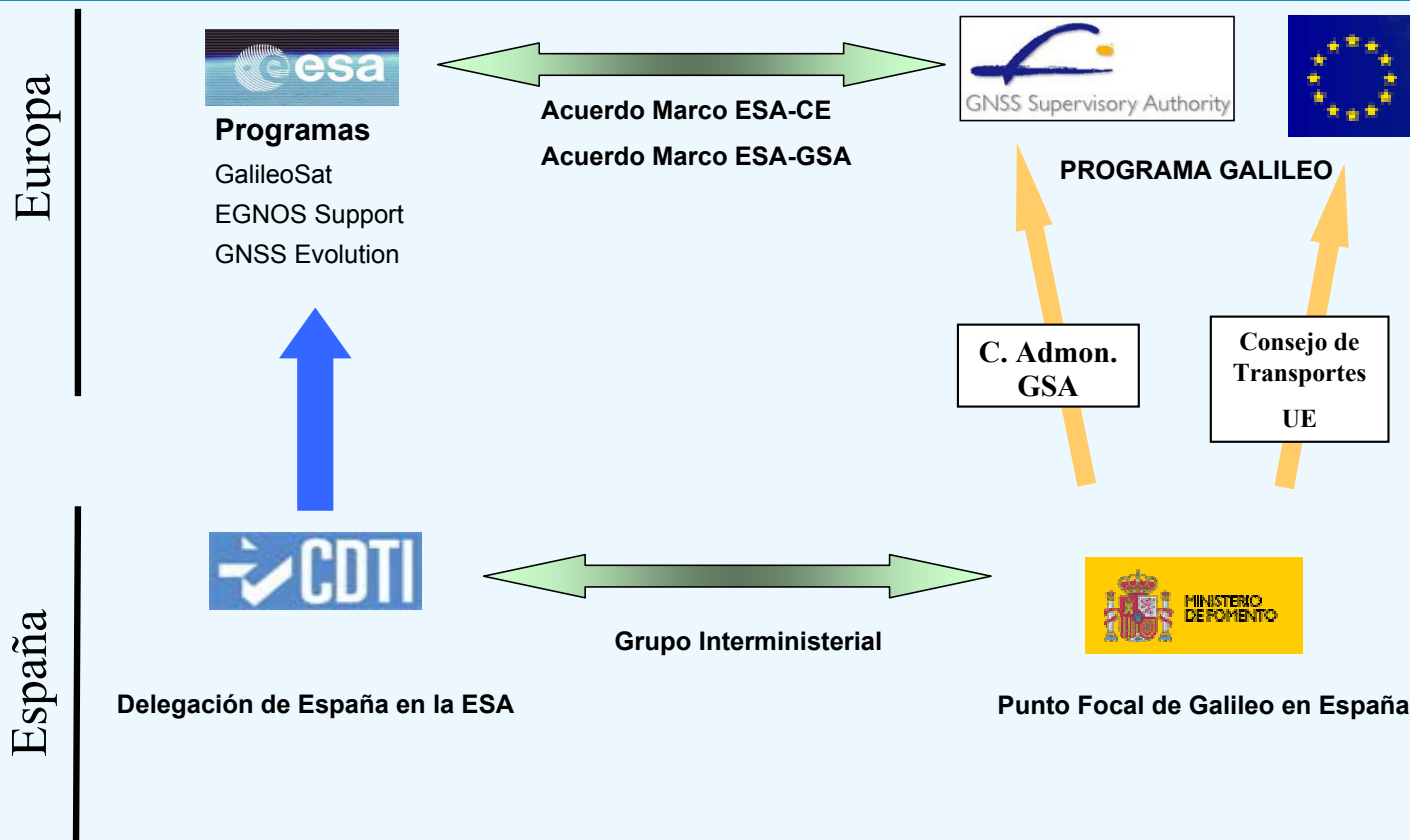 Europa
esa
Programas
GalileoSat
EGNOS Support
GNSS Evolution
Acuerdo Marco ESA-CE
Acuerdo Marco ESA-GSA
GNSS Supervisory Authority
PROGRAMA GALILEO
C. Admon.
GSA
Consejo de
Transportes
UE
España
CDTI
Grupo Interministerial
MINISTERIO
DE FOMENTO
Delegación de España en la ESA
Punto Focal de Galileo en España